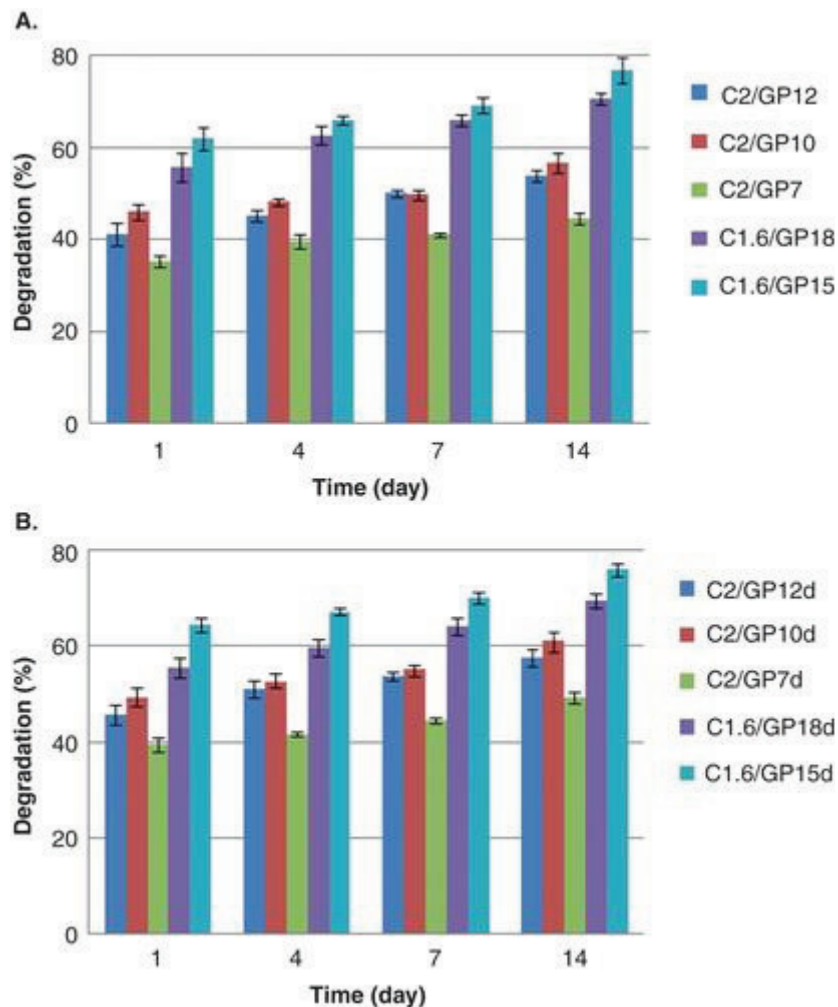 A.
80
60
40
20
0
Degradation (%)
1 4 7 14
Time (day)
C2/GP12
C2/GP10
C2/GP7
C1.6/GP18
C1.6/GP15
B.
80
60
40
20
0
Degradation (%)
1 4 7 14
Time (day)
C2/GP12d
C2/GP10d
C2/GP7d
C1.6/GP18d
C1.6/GP15d